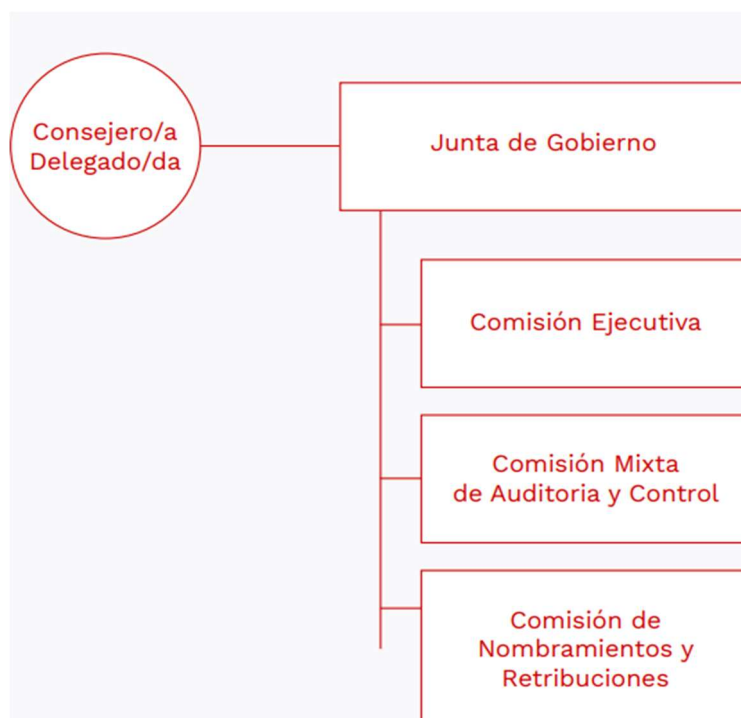 Consejero/a
Delegado/da
Junta de Gobierno
Comisión Ejecutiva
Comisión Mixta
de Auditoria y Control
Comisión de
Nombramientos y
Retribuciones